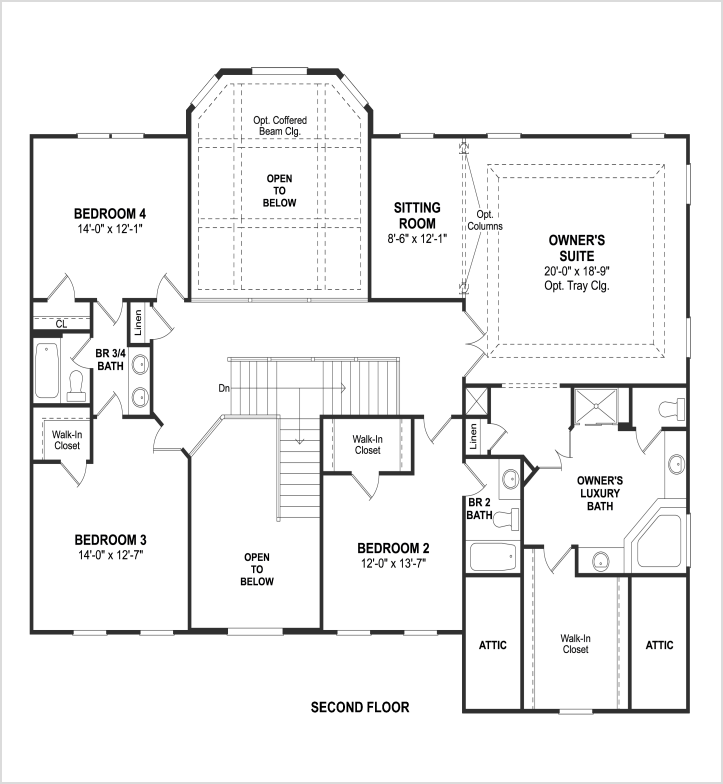 Opt. Coffered
Beam Clg.
OPEN
TO
BELOW
BEDROOM 4
14'-0" x 12'-1"
SITTING
ROOM
8'-6" x 12'-1"
Opt.
Columns
OWNER'S
SUITE
20'-0" x 18'-9"
Opt. Tray Clg.
CL
Linen
BR 3/4
BATH
Dn
Walk-In
Closet
Walk-In
Closet
Linen
BR 2
BATH
OWNER'S
LUXURY
BATH
BEDROOM 3
14'-0" x 12'-7"
OPEN
TO
BELOW
BEDROOM 2
12'-0" x 13'-7"
ATTIC
Walk-In
Closet
ATTIC
SECOND FLOOR